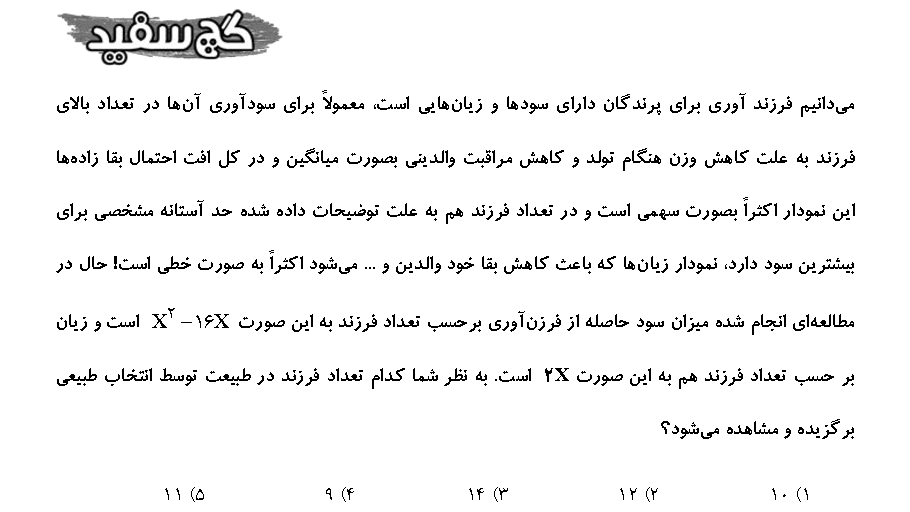 گچ سفید
می‌دانیم فرزند آوری برای پرندگان دارای سودها و زیان‌هایی است، معمولاً برای سودآوری آن‌ها در تعداد بالای
فرزند به علت کاهش وزن هنگام تولد و کاهش مراقبت والدینی بصورت میانگین و در کل افت احتمال بقا زاده‌ها
این نمودار اکثراً بصورت سهمی است و در تعداد فرزند هم به علت توضیحات داده شده حد آستانه مشخصی برای
بیشترین سود دارد، نمودار زیان‌ها که باعث کاهش بقا خود والدین و ... می‌شود اکثراً به صورت خطی است! حال در
مطالعه‌ای انجام شده میزان سود حاصله از فرزن‌آوری برحسب تعداد فرزند به این صورت X² −۱۶X است و زیان
بر حسب تعداد فرزند هم به این صورت ۲X است. به نظر شما کدام تعداد فرزند در طبیعت توسط انتخاب طبیعی
برگزیده و مشاهده می‌شود؟
۱) ۱۰ ۲) ۱۲ ۳) ۱۴ ۴) ۹ ۵) ۱۱